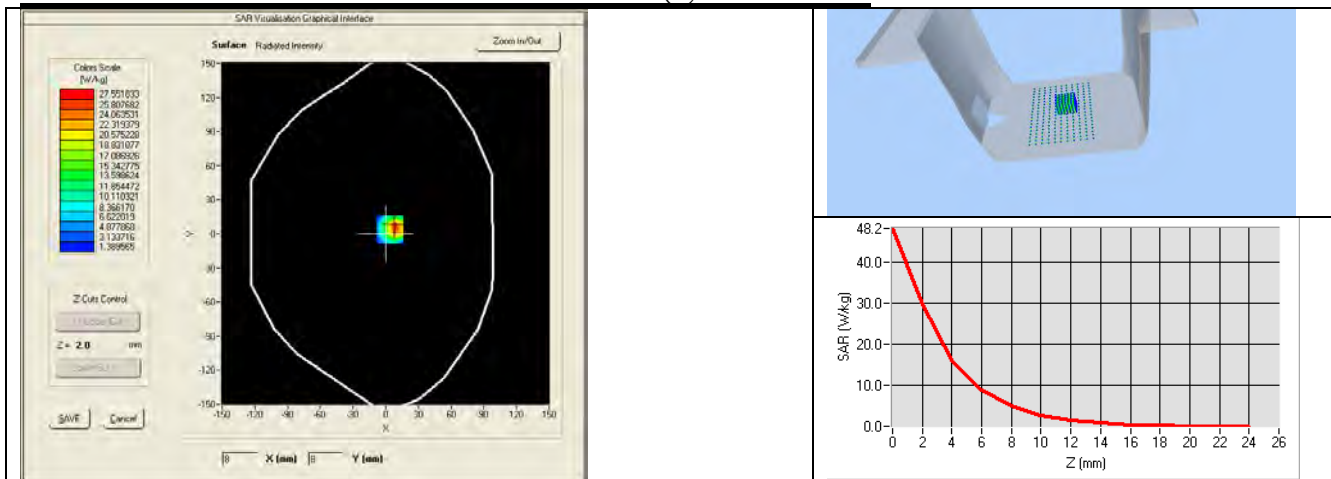 SAR Visualisation Graphical Interface
Surface Radiated Intensity
Zoom In/Out
Colors Scale
(W/kg)
27.551833
25.807682
24.063531
22.319379
20.575228
18.831077
17.086926
15.342775
13.598624
11.854472
10.110321
8.366170
6.622019
4.877868
3.133716
1.389565
150
120
90
60
30
0
-30
-60
-90
-120
-150
Y
-150 -120 -90 -60 -30 0 30 60 90 120 150
X
Z Cuts Control
Z = 2.0 mm
SAVE Cancel
8 X (mm) 8 Y (mm)
48.2
40.0
30.0
20.0
10.0
0.0
SAR (W/kg)
0 2 4 6 8 10 12 14 16 18 20 22 24 26
Z (mm)